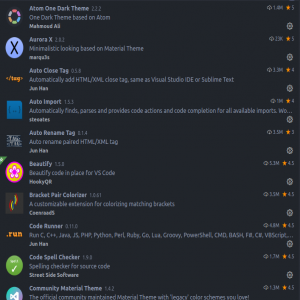 Atom One Dark Theme 2.2.2 1.4M ★ 5
One Dark Theme based on Atom
Mahmoud Ali
Aurora X 2.0.2 23K ★ 5
Minimalistic looking based on Material Theme
marqu3s
</tag> Auto Close Tag 0.5.6 3.3M ★ 4
Automatically add HTML/XML close tag, same as Visual Studio IDE or Sublime Text
Jun Han
Auto Import 1.5.3 1M ★ 4
Automatically finds, parses and provides code actions and code completion for all available imports. Wo...
steoates
Auto Rename Tag 0.1.4 3.5M ★ 3
Auto rename paired HTML/XML tag
Jun Han
Beautify 1.5.0 5.3M ★ 4.5
Beautify code in place for VS Code
HookyQR
Bracket Pair Colorizer 1.0.61 3.5M ★ 4.5
A customizable extension for colorizing matching brackets
CoenraadS
.run Code Runner 0.11.0 4.8M ★ 4.5
Run C, C++, Java, JS, PHP, Python, Perl, Ruby, Go, Lua, Groovy, PowerShell, CMD, BASH, F#, C#, VBScript,...
Jun Han
Code Spell Checker 1.9.0 1.7M ★ 4.5
Spelling checker for source code
Street Side Software
Community Material Theme 1.4.2 1.3M ★ 4.5
The official community maintained Material Theme with 'legacy' color schemes you love!